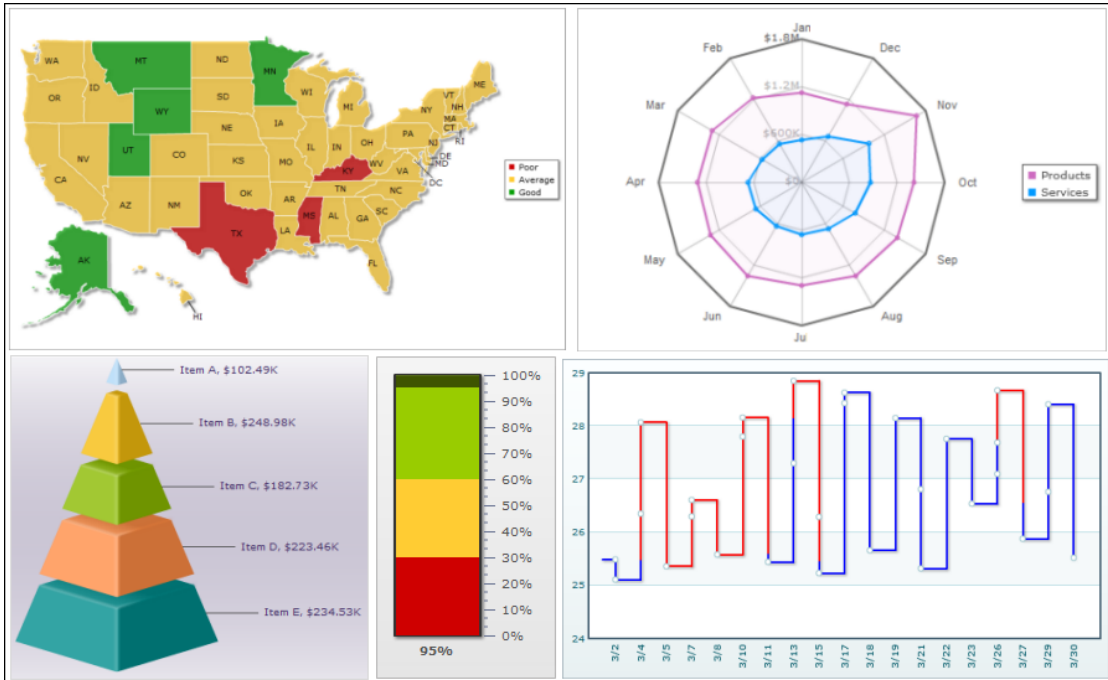 WA
MT
ND
MN
OR
ID
WY
SD
WI
MI
NY
VT
NH
ME
MA
CT
RI
NV
UT
CO
NE
IA
IL
IN
OH
PA
NJ
DE
MD
DC
CA
AZ
NM
KS
MO
KY
WV
VA
OK
AR
TN
NC
TX
LA
MS
AL
GA
SC
FL
AK
HI
Poor
Average
Good
Jan
Feb
Dec
Mar
Nov
Apr
Oct
May
Sep
Jun
Aug
Ju
$1.8M
$1.2M
$600K
$0
Products
Services
Item A, $102.49K
Item B, $248.98K
Item C, $182.73K
Item D, $223.46K
Item E, $234.53K
100%
90%
80%
70%
60%
50%
40%
30%
20%
10%
0%
95%
29
28
27
26
25
24
3/2
3/4
3/5
3/7
3/8
3/10
3/11
3/13
3/15
3/17
3/18
3/19
3/21
3/22
3/23
3/26
3/27
3/29
3/30